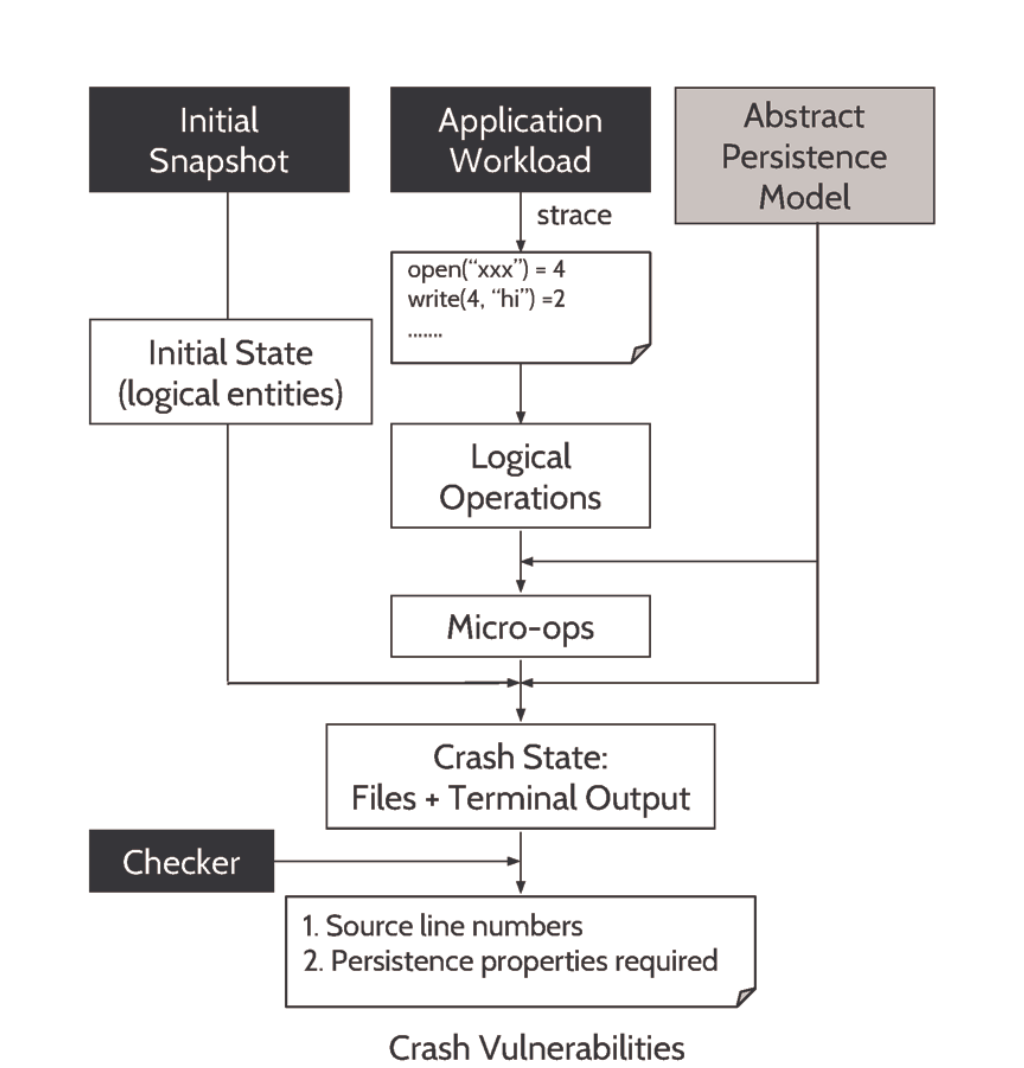 Initial
Snapshot
Application
Workload
Abstract
Persistence
Model
strace
open(“xxx”) = 4
write(4, “hi”) =2
.......
Initial State
(logical entities)
Logical
Operations
Micro-ops
Crash State:
Files + Terminal Output
Checker
1. Source line numbers
2. Persistence properties required
Crash Vulnerabilities